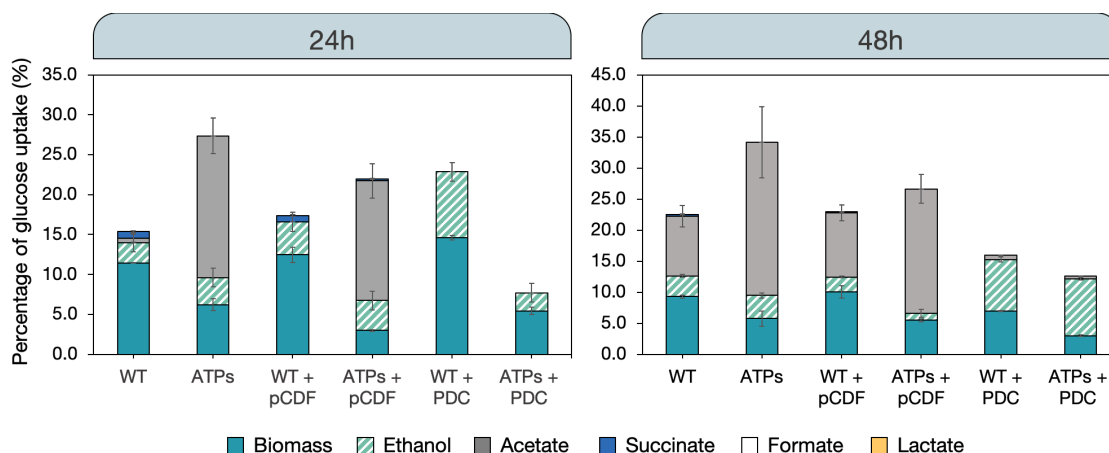 24h
48h
Percentage of glucose uptake (%)
35.0
30.0
25.0
20.0
15.0
10.0
5.0
0.0
WT
ATPs
WT +
pCDF
ATPs +
pCDF
WT +
PDC
ATPs +
PDC
45.0
40.0
35.0
30.0
25.0
20.0
15.0
10.0
5.0
0.0
WT
ATPs
WT +
pCDF
ATPs +
pCDF
WT +
PDC
ATPs +
PDC
Biomass Ethanol Acetate Succinate Formate Lactate